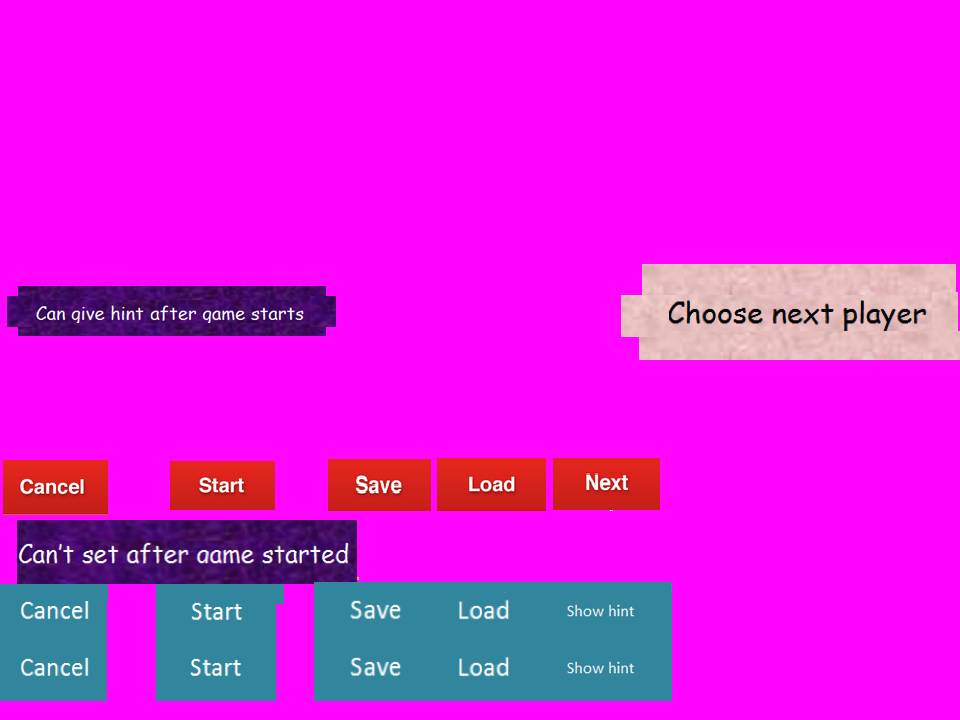 Can give hint after game starts
Choose next player
Cancel Start Save Load Next
Can't set after game started
Cancel Start Save Load Show hint
Cancel Start Save Load Show hint